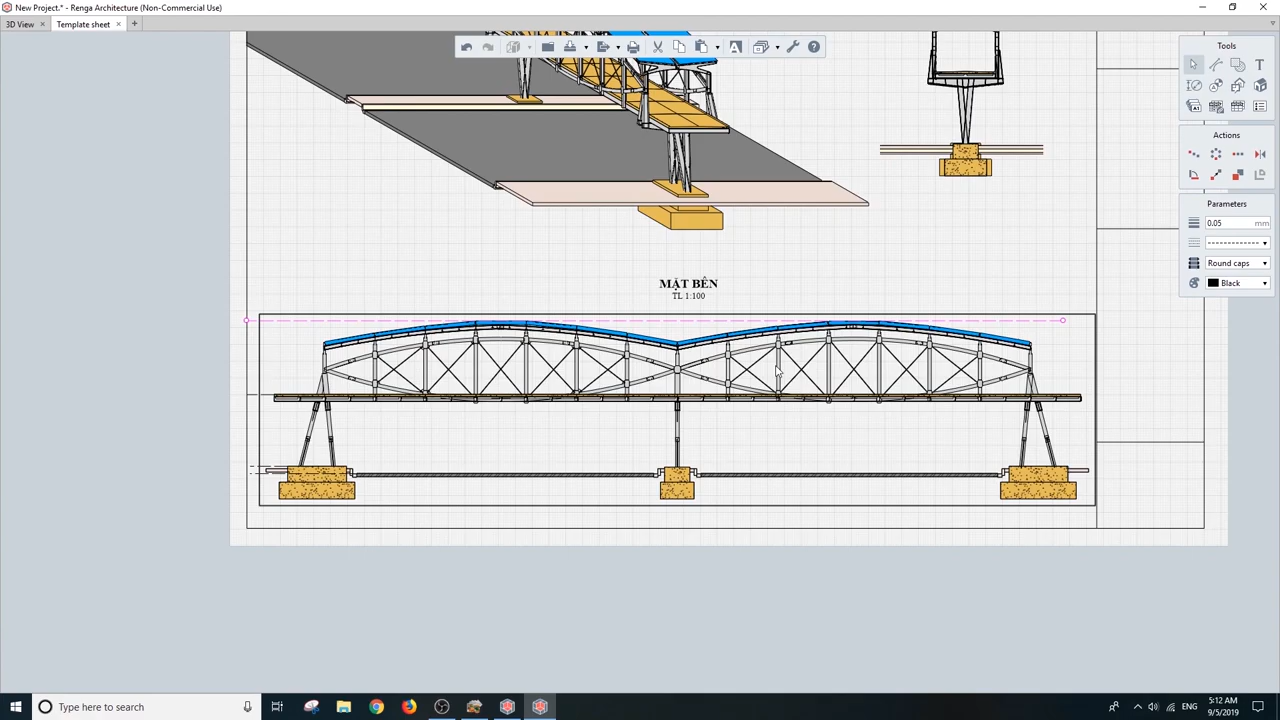 New Project.* - Renga Architecture (Non-Commercial Use)
3D View
Template sheet
Tools
Actions
Parameters
0.05 mm
Round caps
Black
MẶT BÊN
TL 1:100
Type here to search
ENG
5:12 AM
9/5/2019